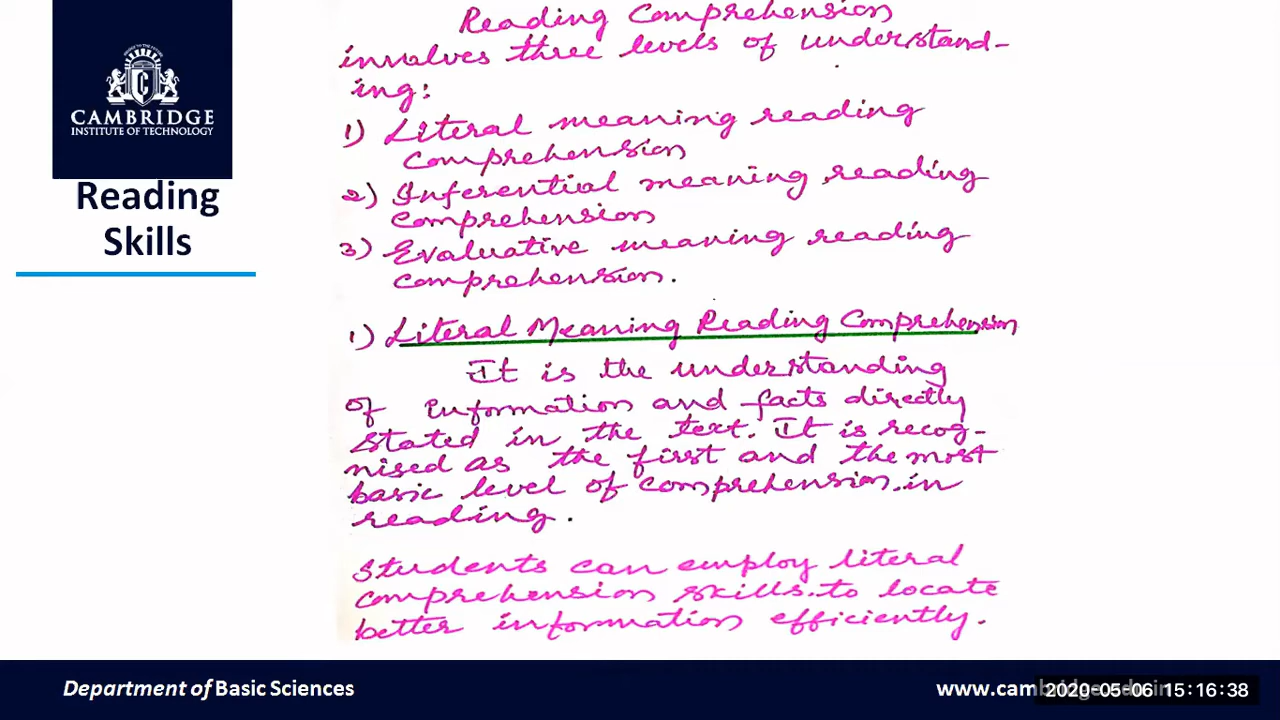 CAMBRIDGE
INSTITUTE OF TECHNOLOGY
Reading
Skills
Reading Comprehension
involves three levels of understand-
ing:
1) Literal meaning reading
comprehension
2) Inferential meaning reading
comprehension
3) Evaluative meaning reading
comprehension.
1) Literal Meaning Reading Comprehension
It is the understanding
of information and facts directly
stated in the text. It is recog-
nised as the first and the most
basic level of comprehension in
reading.
Students can employ literal
comprehension skills to locate
better information efficiently.
Department of Basic Sciences
www.cam
2020-05-06 15:16:38